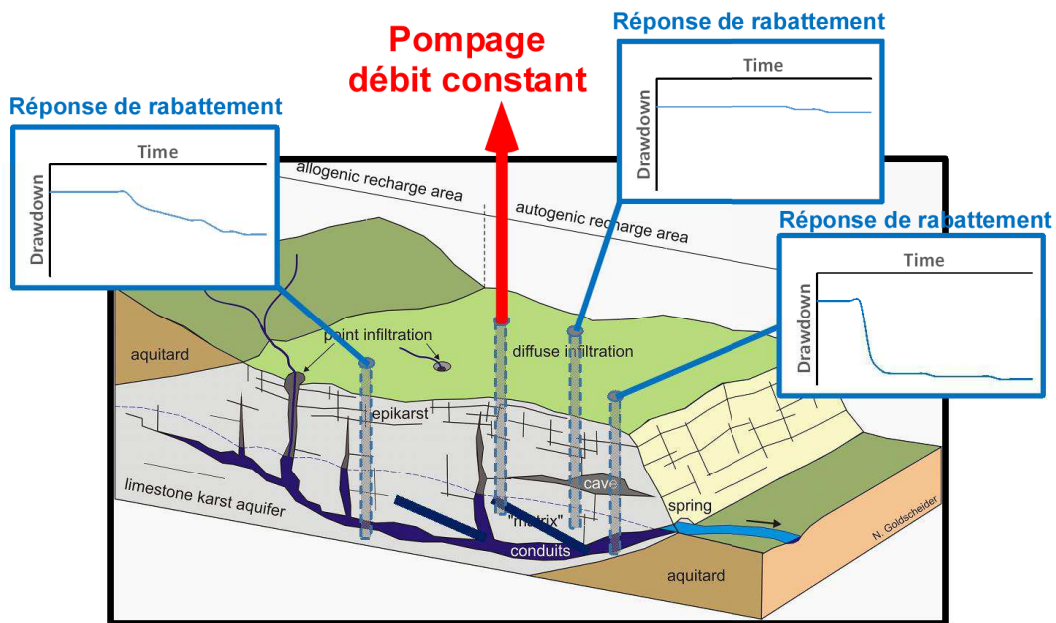 Pompage
débit constant
Réponse de rabattement
Time
Drawdown
Réponse de rabattement
Time
Drawdown
Réponse de rabattement
Time
Drawdown
allogenic recharge area
autogenic recharge area
point infiltration
diffuse infiltration
aquitard
epikarst
cave
limestone karst aquifer
"matrix"
spring
conduits
aquitard
N. Goldscheider